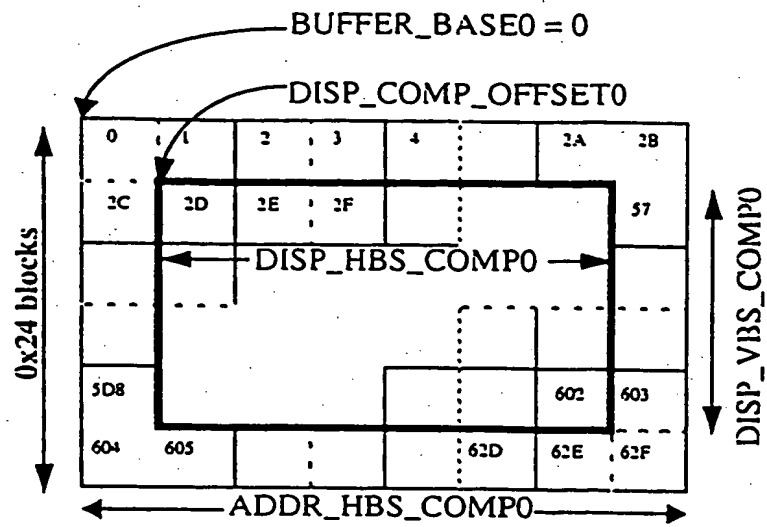 BUFFER_BASE0 = 0
DISP_COMP_OFFSET0
0 1 2 3 4 2A 2B
2C 2D 2E 2F 57
DISP_HBS_COMP0
0x24 blocks
DISP_VBS_COMP0
5D8 602 603
604 605 62D 62E 62F
ADDR_HBS_COMP0